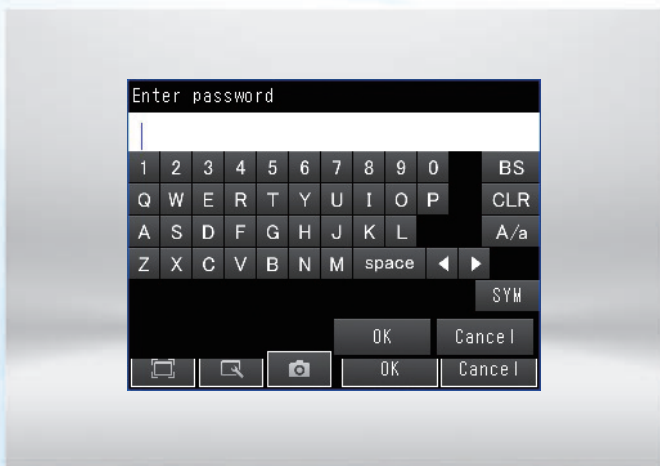 Enter password
1 2 3 4 5 6 7 8 9 0 BS
Q W E R T Y U I O P CLR
A S D F G H J K L A/a
Z X C V B N M space ◀ ▶
SYM
OK Cancel
OK Cancel